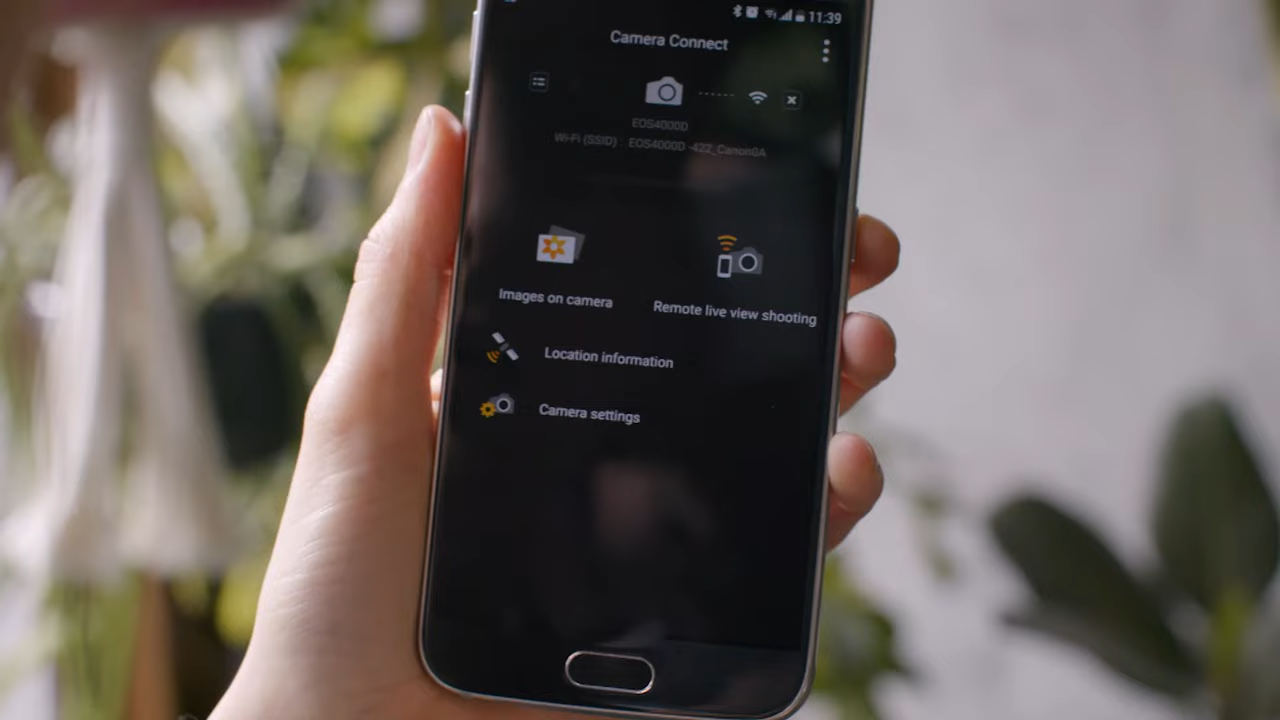 11:39
Camera Connect
EOS4000D
Wi-Fi (SSID) : EOS4000D -422_CanonGA
Images on camera
Remote live view shooting
Location information
Camera settings